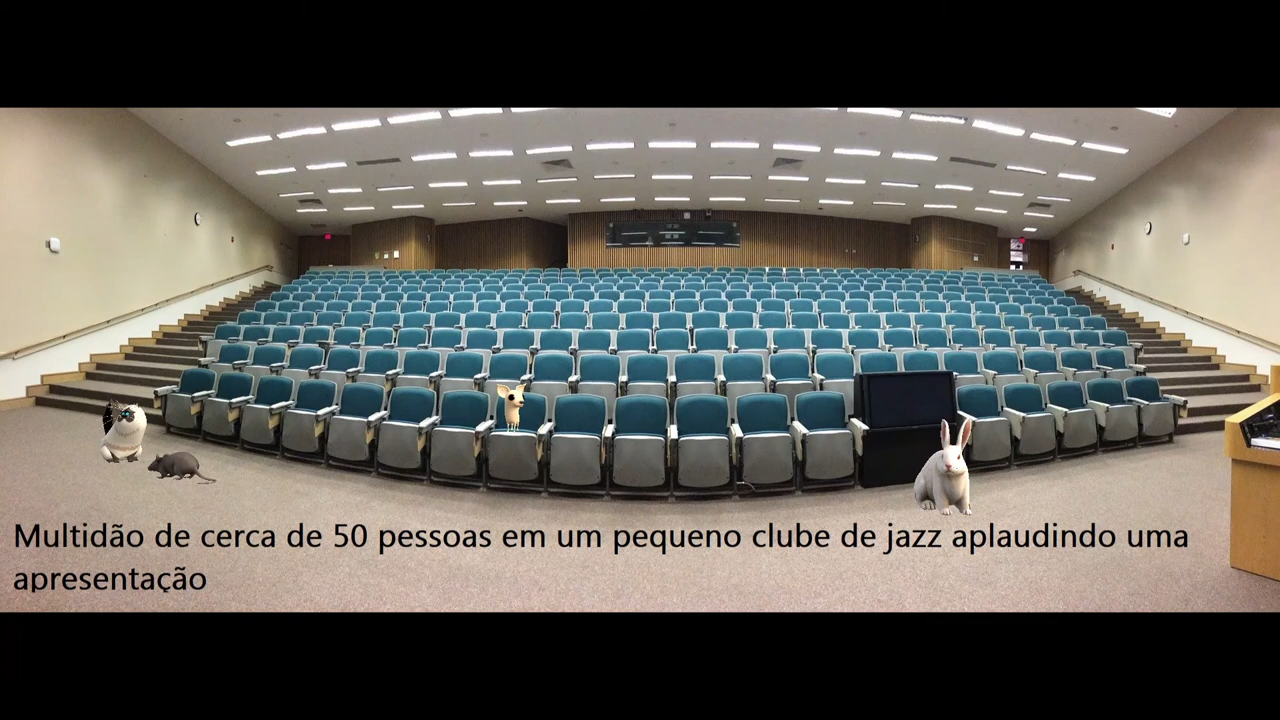 Multidão de cerca de 50 pessoas em um pequeno clube de jazz aplaudindo uma
apresentação